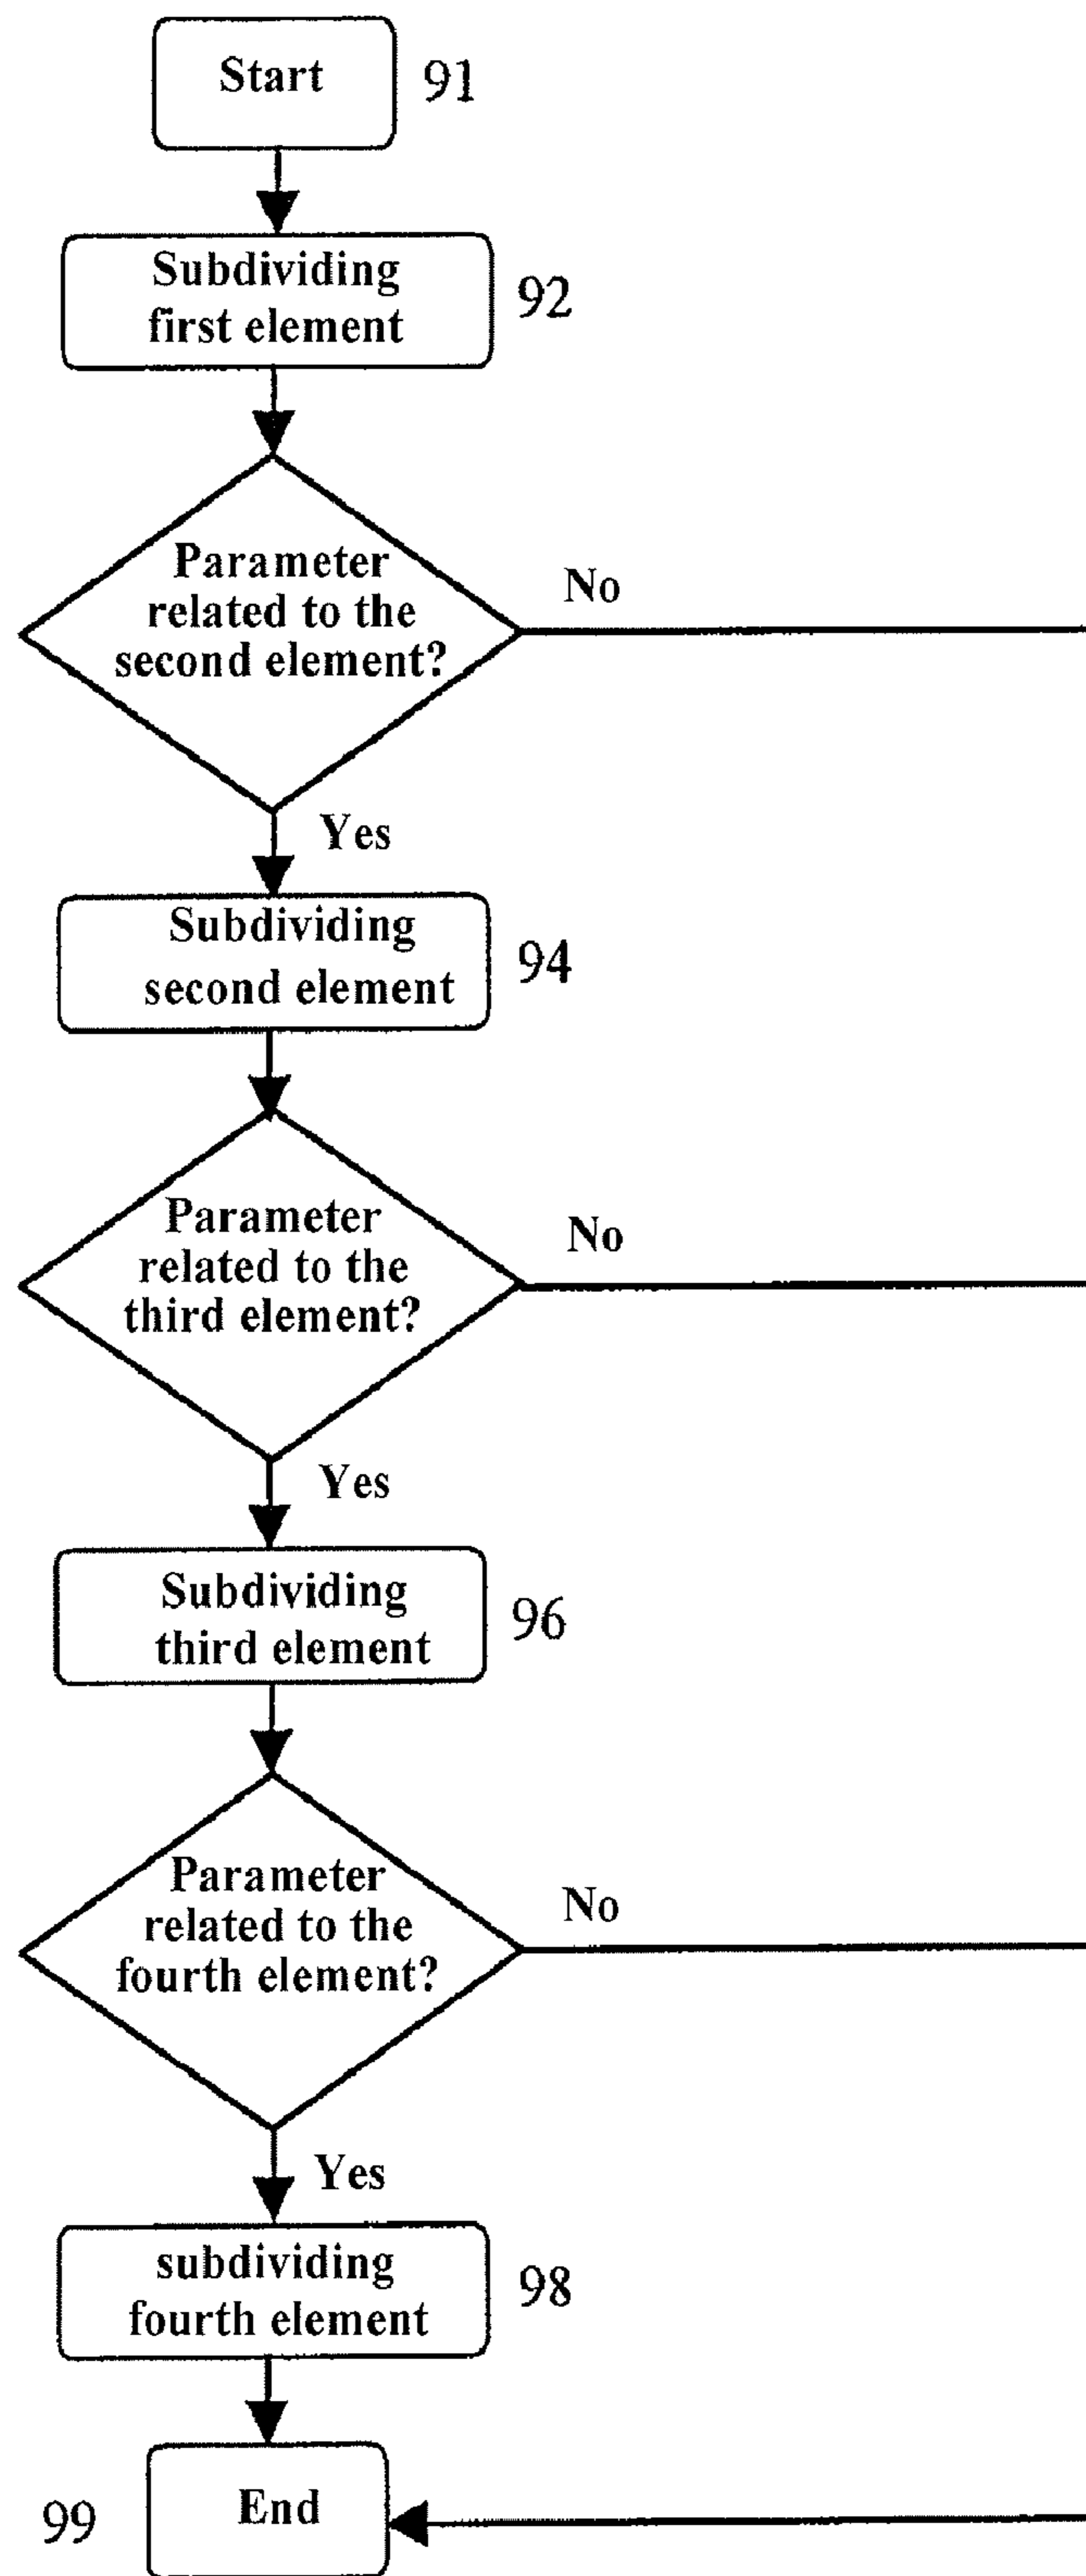 Start
91
Subdividing
first element
92
Parameter
related to the
second element?
No
Yes
Subdividing
second element
94
Parameter
related to the
third element?
No
Yes
Subdividing
third element
96
Parameter
related to the
fourth element?
No
Yes
subdividing
fourth element
98
End
99